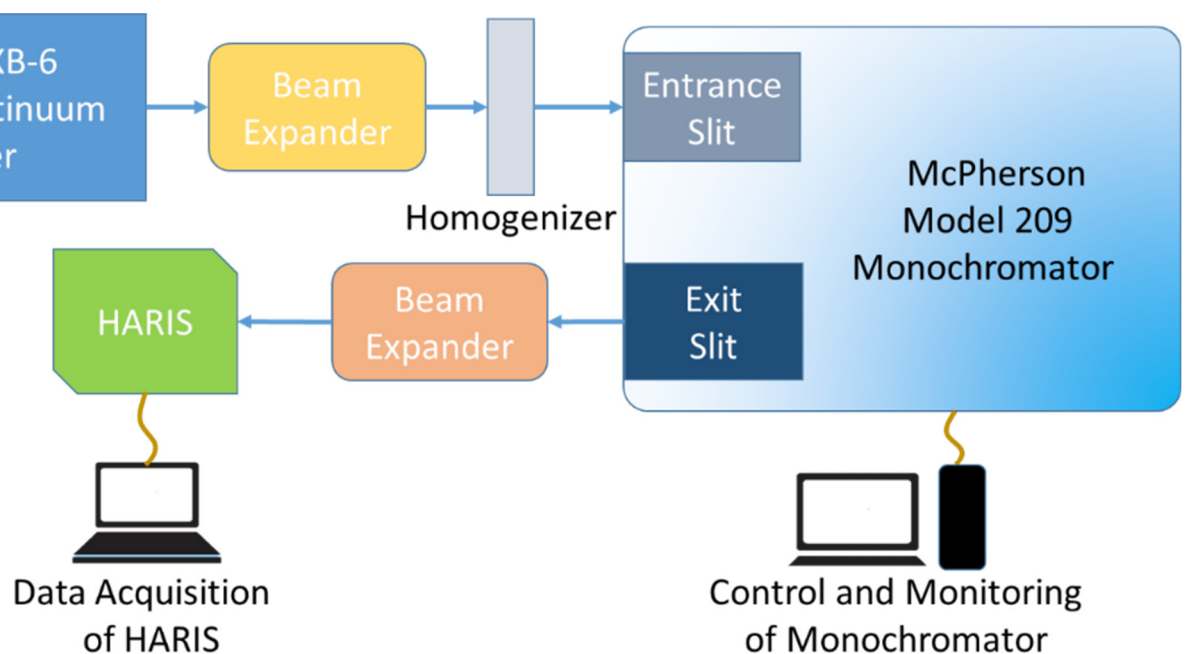 Beam
Expander
Homogenizer
Entrance
Slit
McPherson
Model 209
Monochromator
HARIS
Beam
Expander
Exit
Slit
Data Acquisition
of HARIS
Control and Monitoring
of Monochromator